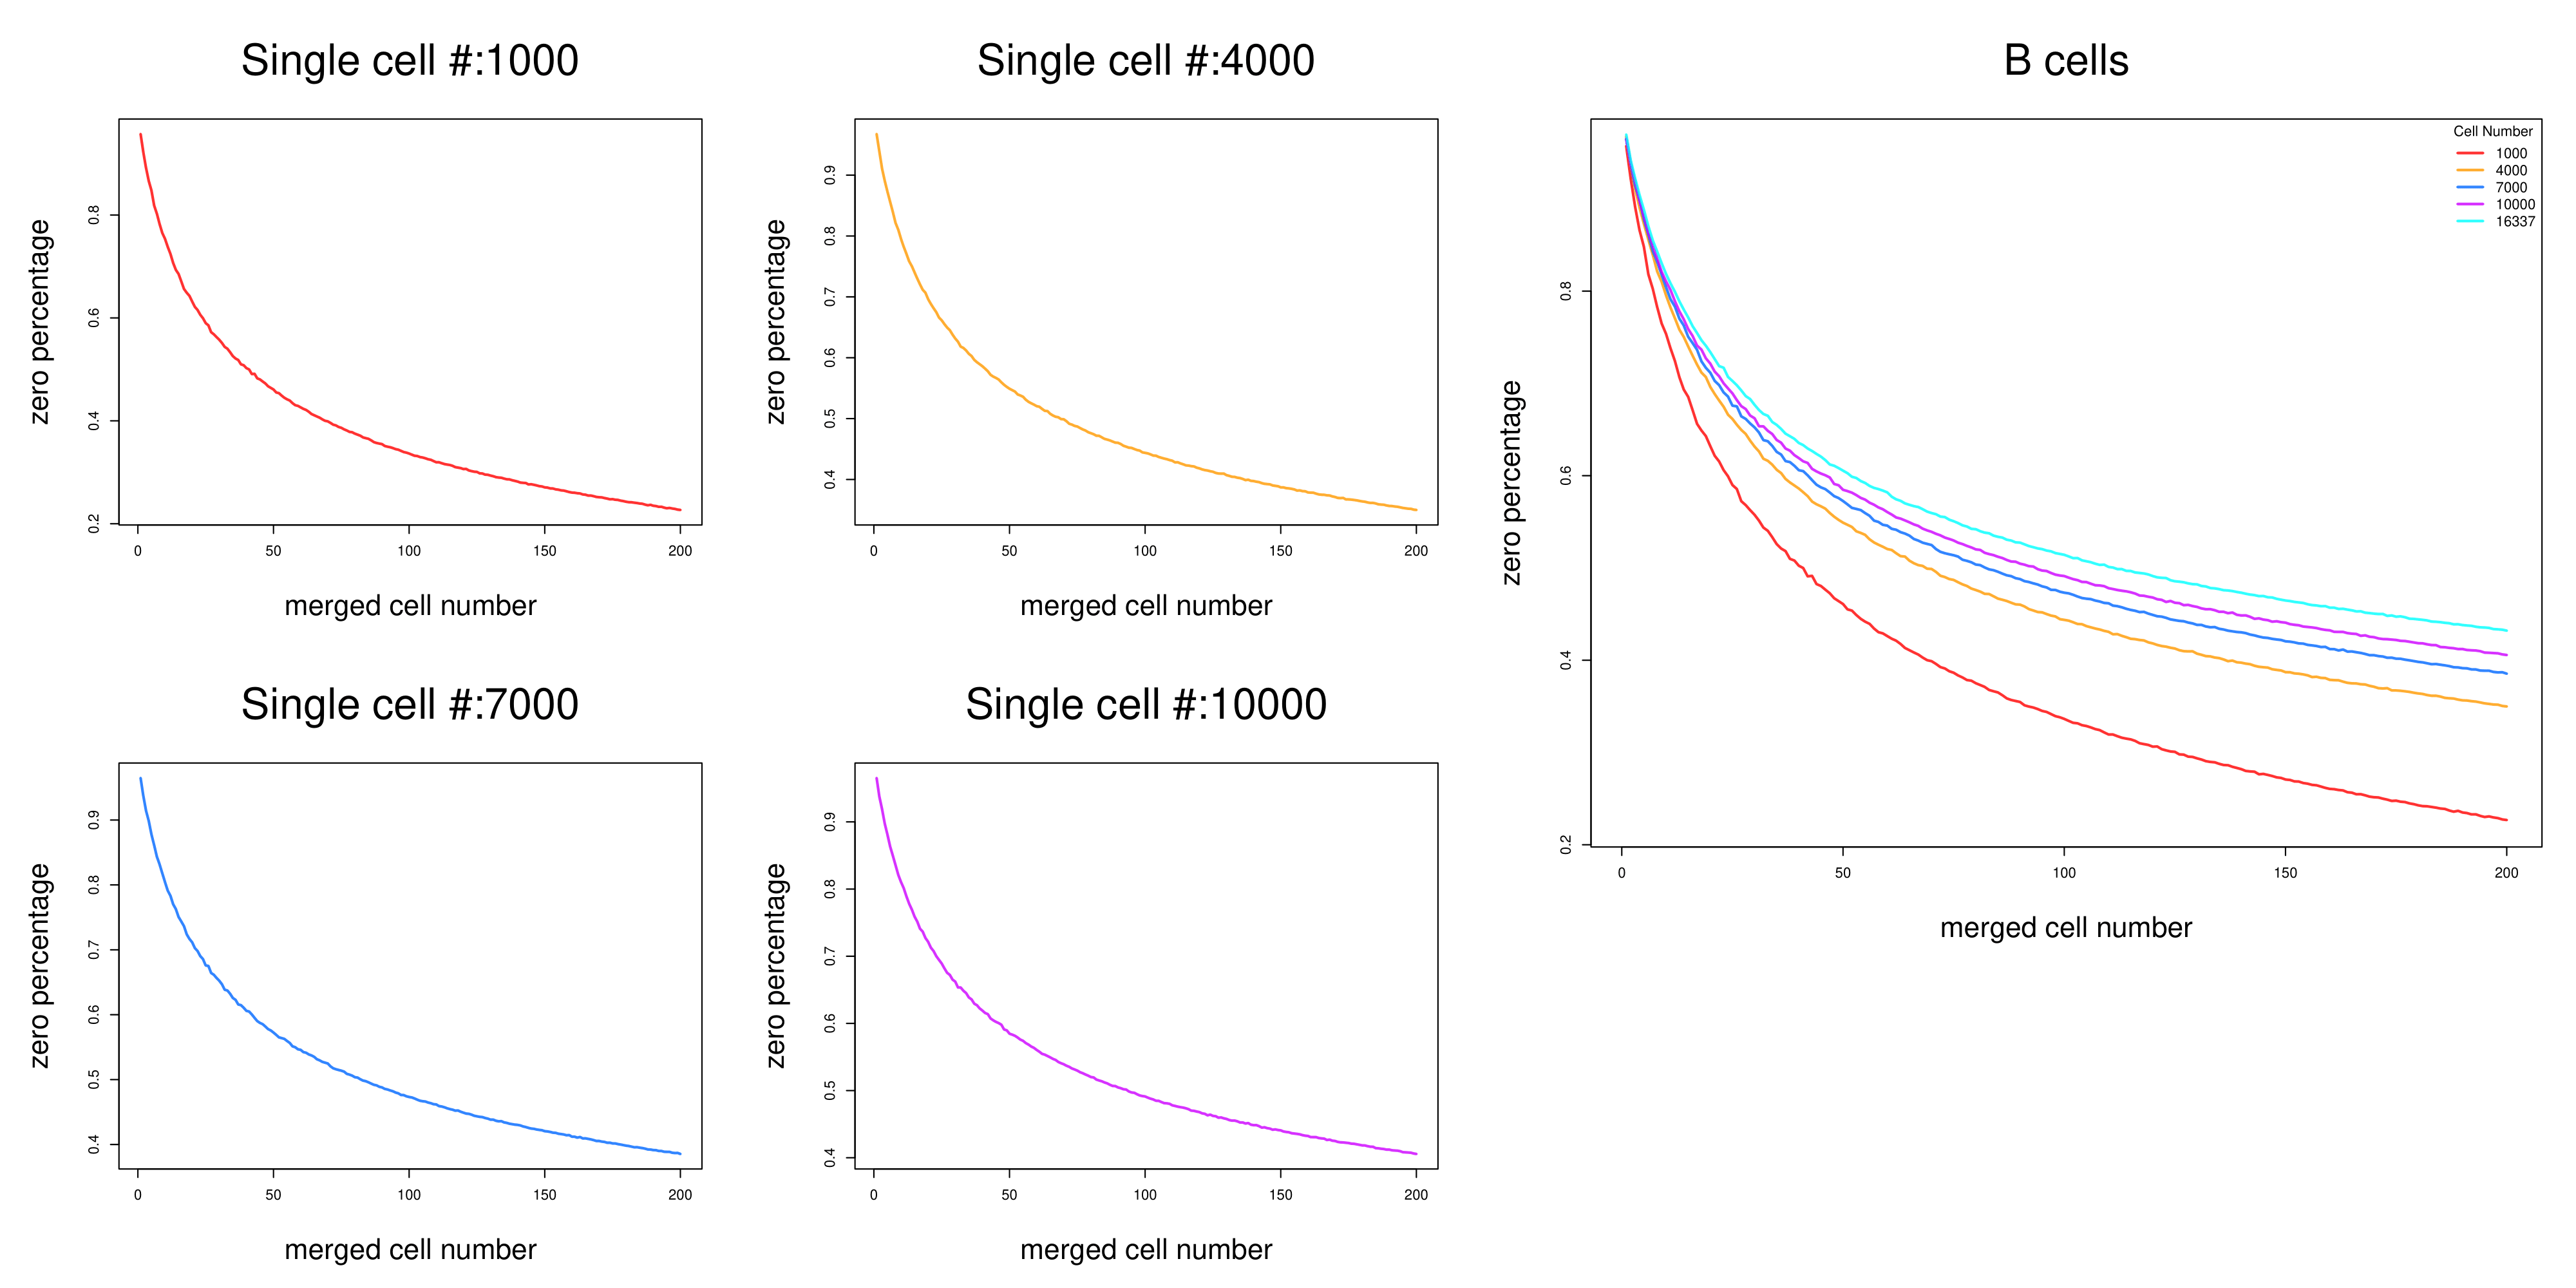 Single cell #:1000
zero percentage
0.8
0.6
0.4
0.2
0 50 100 150 200
merged cell number
Single cell #:4000
zero percentage
0.9
0.8
0.7
0.6
0.5
0.4
0 50 100 150 200
merged cell number
B cells
Cell Number
1000
4000
7000
10000
16337
zero percentage
0.8
0.6
0.4
0.2
0 50 100 150 200
merged cell number
Single cell #:7000
zero percentage
0.9
0.8
0.7
0.6
0.5
0.4
0 50 100 150 200
merged cell number
Single cell #:10000
zero percentage
0.9
0.8
0.7
0.6
0.5
0.4
0 50 100 150 200
merged cell number